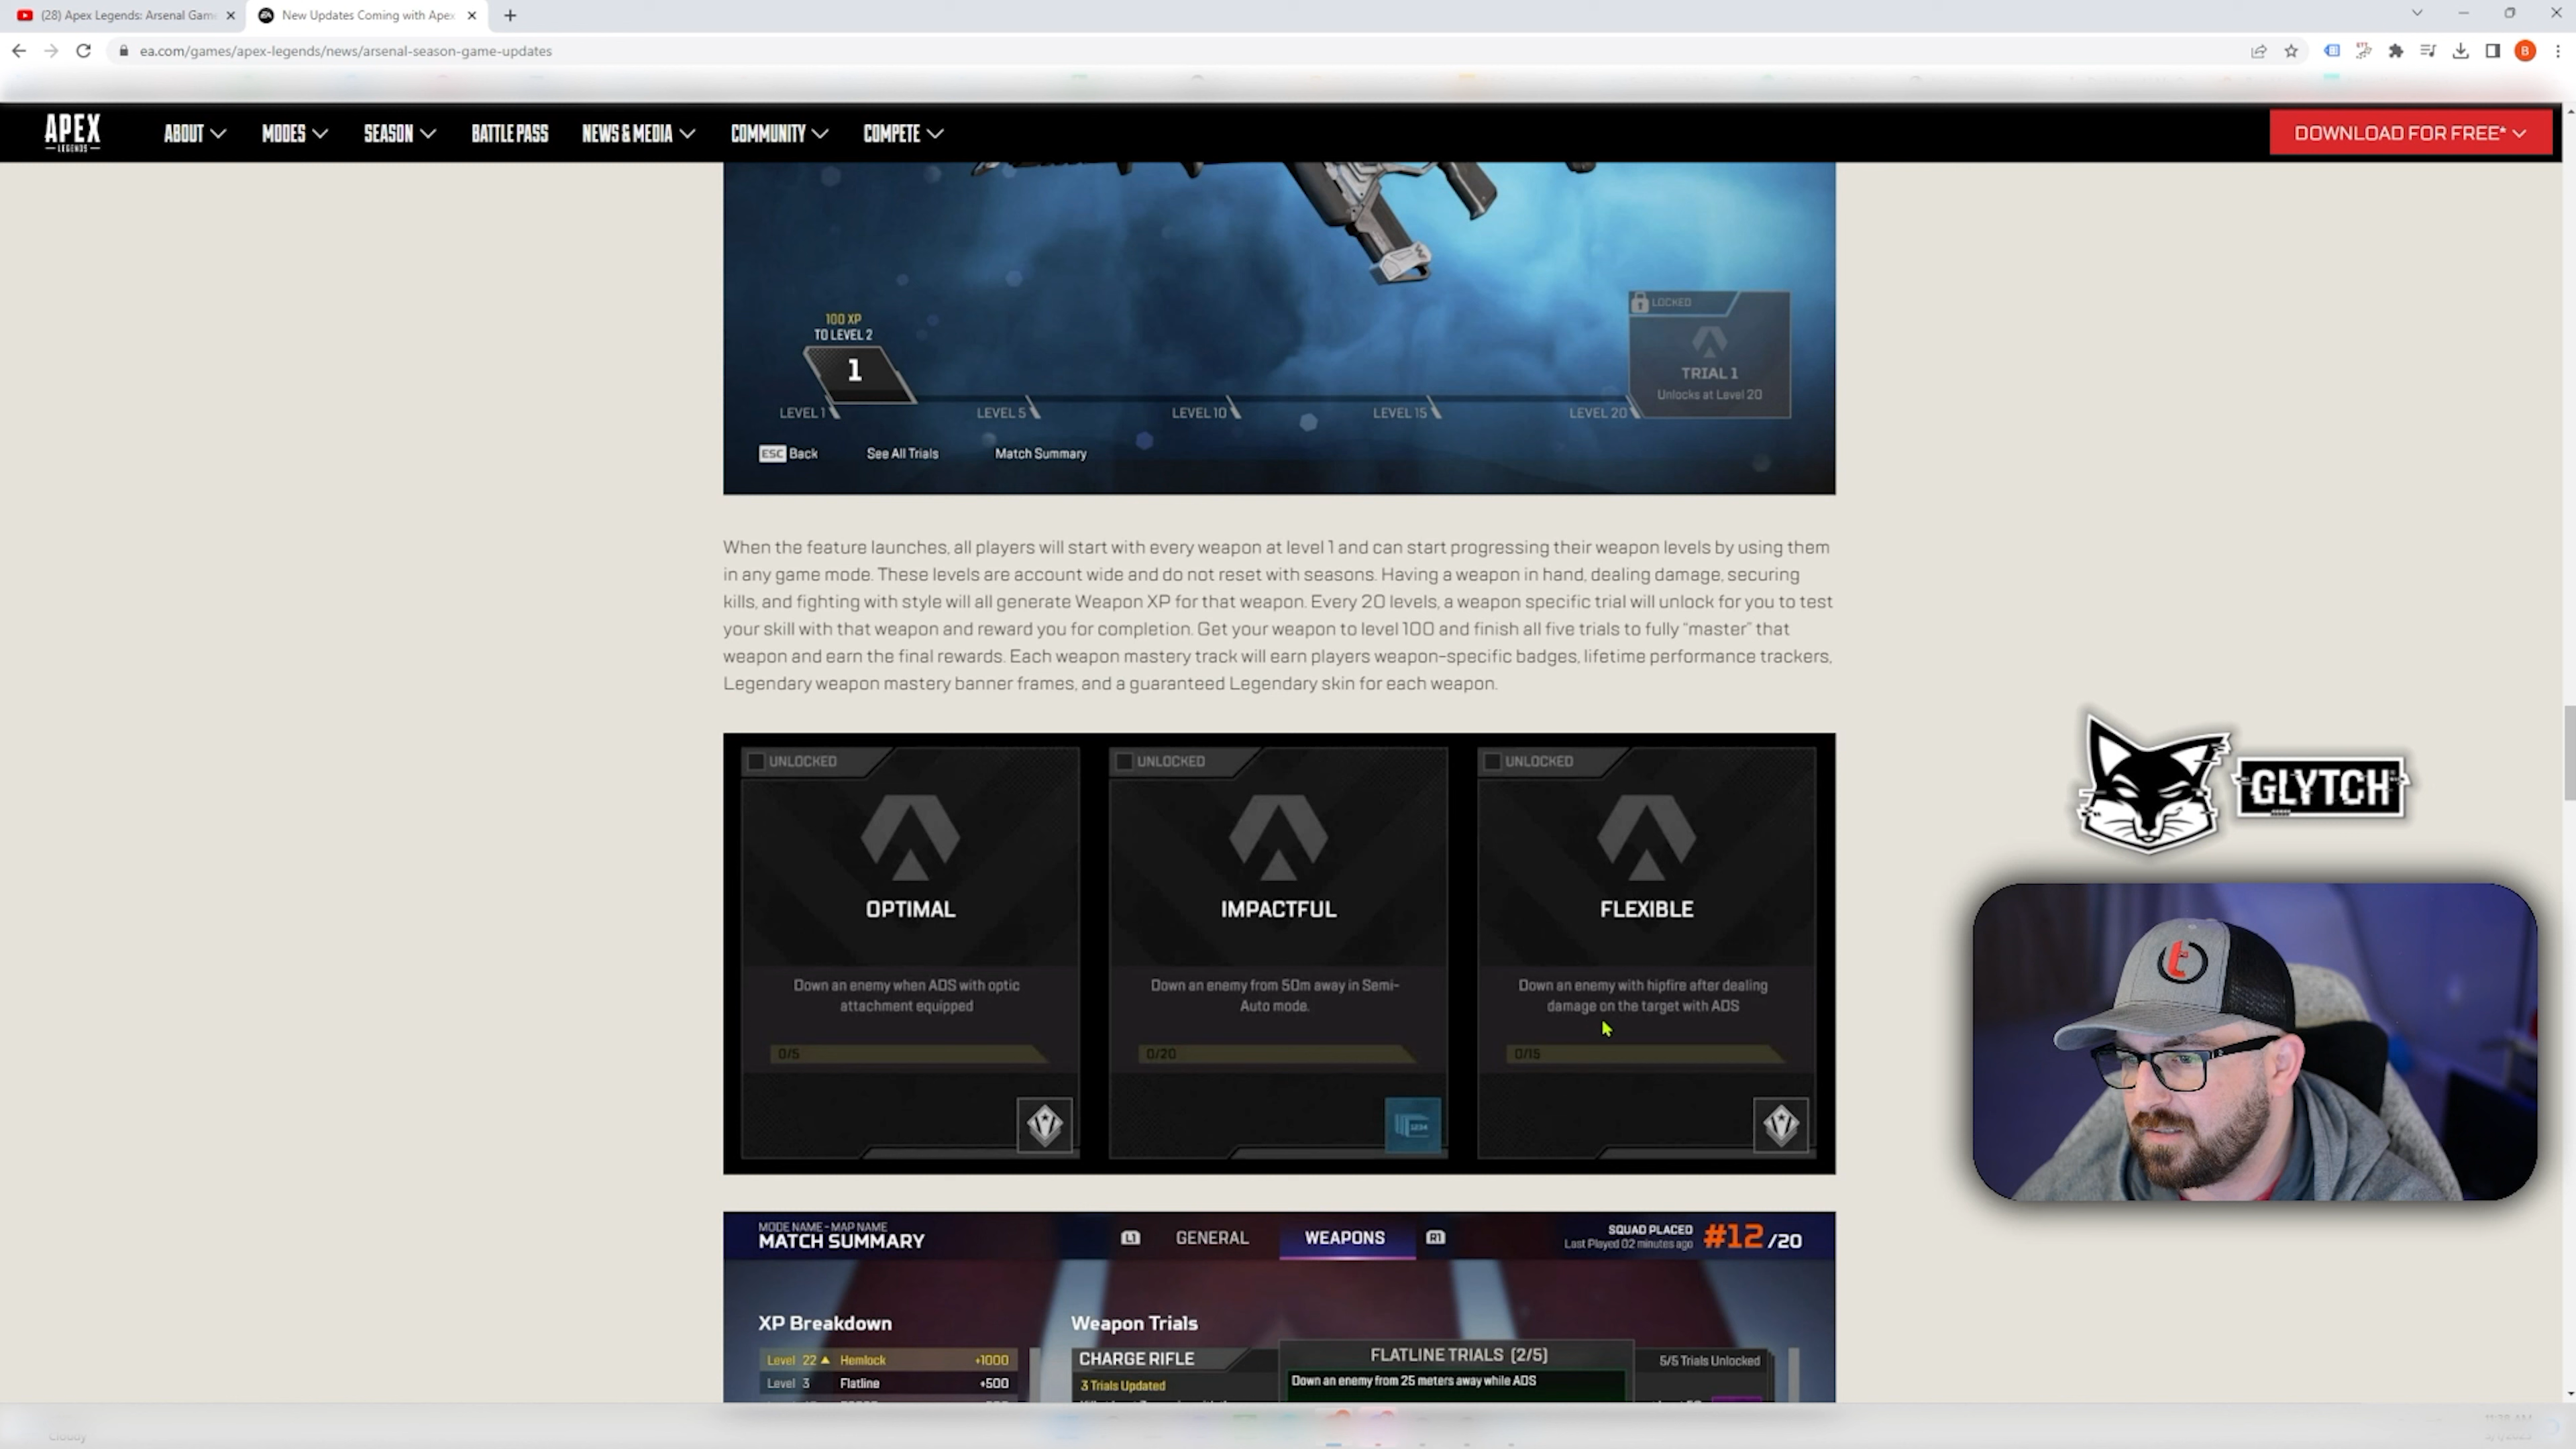 (28) Apex Legends: Arsenal Gam
New Updates Coming with Apex
ea.com/games/apex-legends/news/arsenal-season-game-updates
B
APEX
LEGENDS
ABOUT
MODES
SEASON
BATTLE PASS
NEWS & MEDIA
COMMUNITY
COMPETE
DOWNLOAD FOR FREE*
100 XP
TO LEVEL 2
1
LOCKED
TRIAL 1
Unlocks at Level 20
LEVEL 1
LEVEL 5
LEVEL 10
LEVEL 15
LEVEL 20
ESC Back
See All Trials
Match Summary
When the feature launches, all players will start with every weapon at level 1 and can start progressing their weapon levels by using them
in any game mode. These levels are account wide and do not reset with seasons. Having a weapon in hand, dealing damage, securing
kills, and fighting with style will all generate Weapon XP for that weapon. Every 20 levels, a weapon specific trial will unlock for you to test
your skill with that weapon and reward you for completion. Get your weapon to level 100 and finish all five trials to fully “master” that
weapon and earn the final rewards. Each weapon mastery track will earn players weapon-specific badges, lifetime performance trackers,
Legendary weapon mastery banner frames, and a guaranteed Legendary skin for each weapon.
UNLOCKED
OPTIMAL
Down an enemy when ADS with optic
attachment equipped
0/5
UNLOCKED
IMPACTFUL
Down an enemy from 50m away in Semi-
Auto mode.
0/20
1234
UNLOCKED
FLEXIBLE
Down an enemy with hipfire after dealing
damage on the target with ADS
0/15
GLYTCH
MODE NAME - MAP NAME
MATCH SUMMARY
L1
GENERAL
WEAPONS
R1
SQUAD PLACED
Last Played 02 minutes ago
#12 /20
XP Breakdown
Level 22 Hemlock +1000
Level 3 Flatline +500
Weapon Trials
CHARGE RIFLE
3 Trials Updated
FLATLINE TRIALS (2/5)
Down an enemy from 25 meters away while ADS
5/5 Trials Unlocked
Cloudy